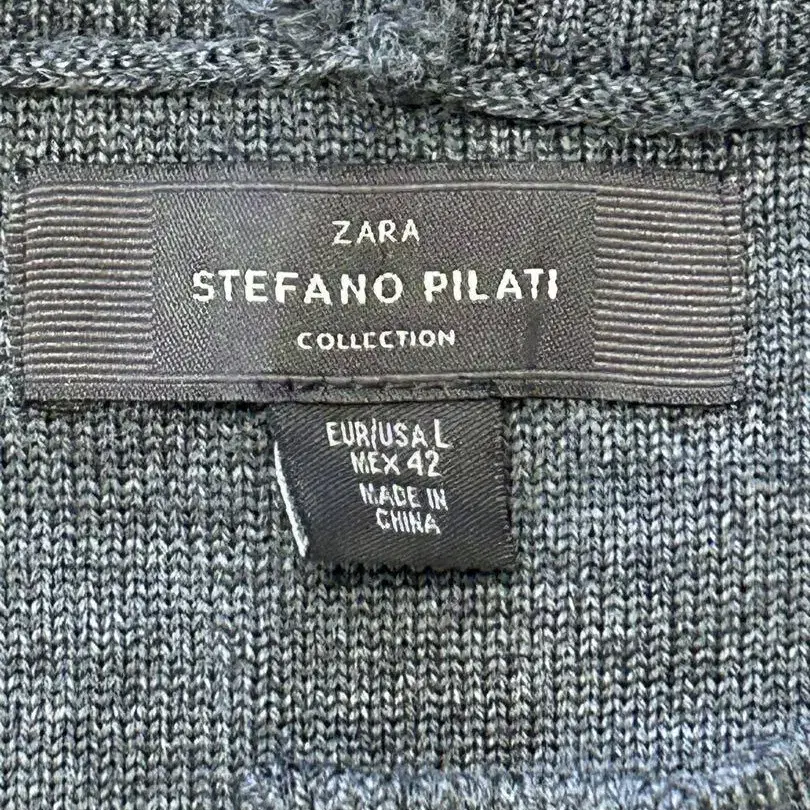 ZARA
STEFANO PILATI
COLLECTION
EUR/USA L
MEX 42
MADE IN
CHINA